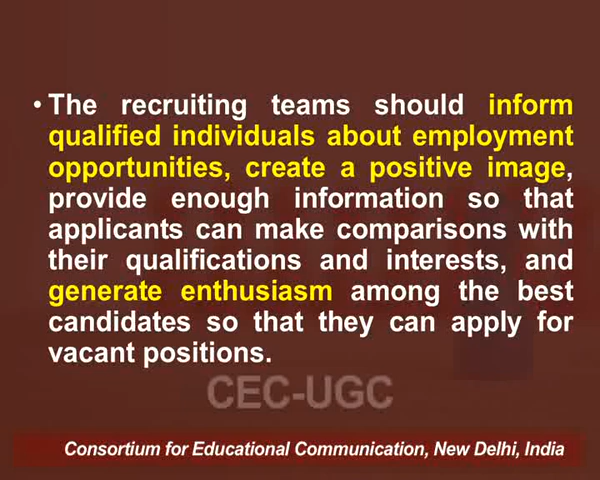 • The recruiting teams should inform
qualified individuals about employment
opportunities, create a positive image,
provide enough information so that
applicants can make comparisons with
their qualifications and interests, and
generate enthusiasm among the best
candidates so that they can apply for
vacant positions.
CEC-UGC
Consortium for Educational Communication, New Delhi, India